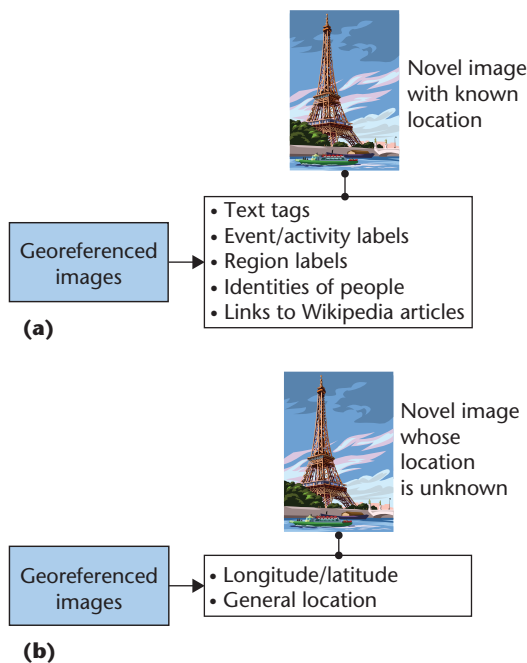 Novel image
with known
location
• Text tags
• Event/activity labels
• Region labels
• Identities of people
• Links to Wikipedia articles
Georeferenced
images
(a)
Novel image
whose
location
is unknown
• Longitude/latitude
• General location
Georeferenced
images
(b)